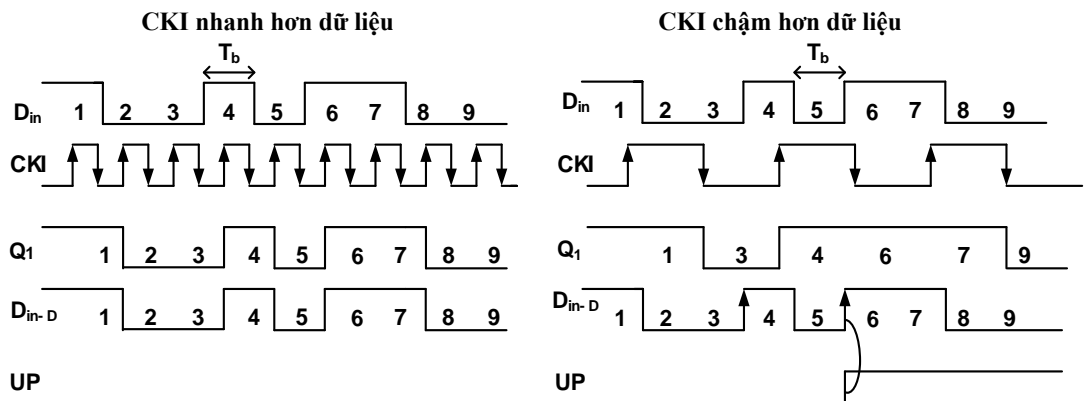 CKI nhanh hơn dữ liệu
Tb
Din 1 2 3 4 5 6 7 8 9
CKI
Q1 1 2 3 4 5 6 7 8 9
Din-D 1 2 3 4 5 6 7 8 9
UP
CKI chậm hơn dữ liệu
Tb
Din 1 2 3 4 5 6 7 8 9
CKI
Q1 1 3 4 6 7 9
Din-D 1 2 3 4 5 6 7 8 9
UP